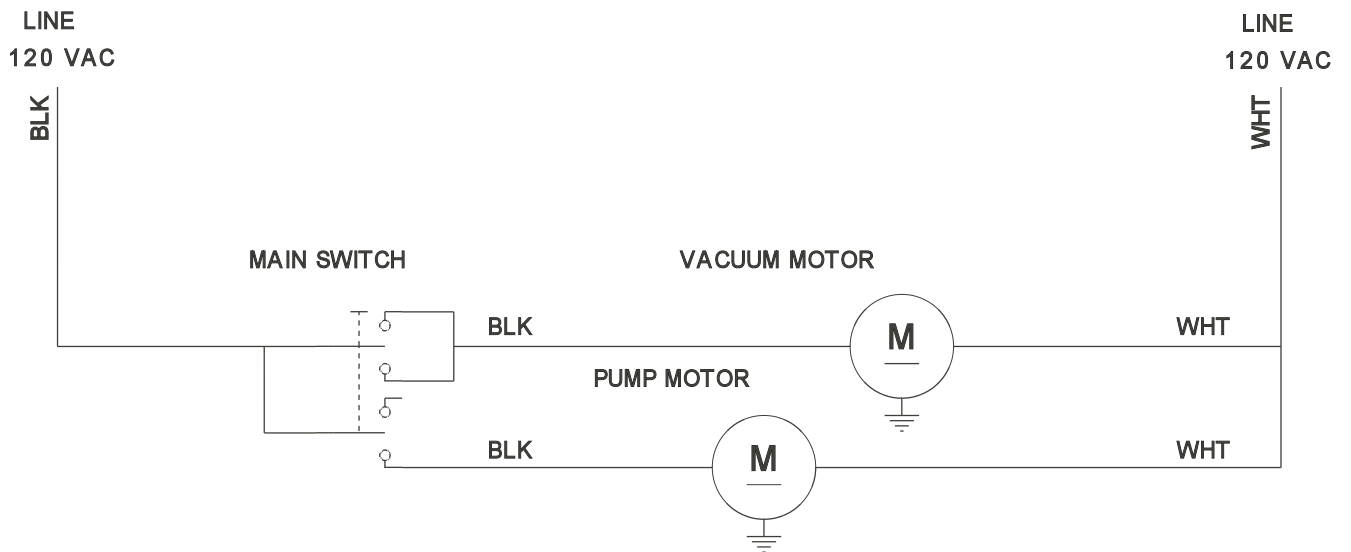 LINE
120 VAC
LINE
120 VAC
BLK
WHT
MAIN SWITCH
VACUUM MOTOR
BLK
M
WHT
PUMP MOTOR
BLK
M
WHT